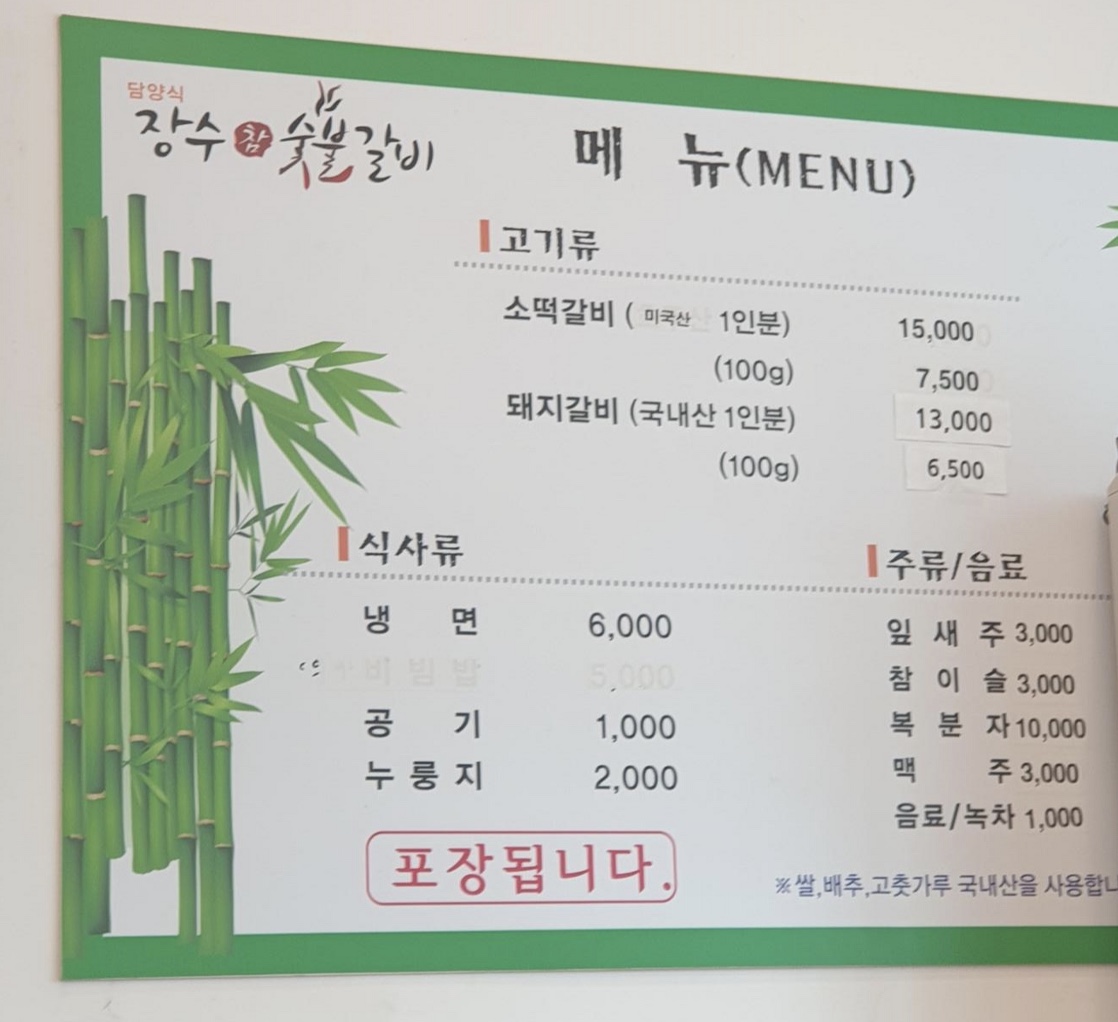 담양식
장수 참 숯불갈비
메 뉴(MENU)
고기류
소떡갈비 ( 미국산 1인분) 15,000
(100g) 7,500
돼지갈비 (국내산 1인분) 13,000
(100g) 6,500
식사류
냉 면 6,000
비 빔 밥 5,000
공 기 1,000
누 룽 지 2,000
포장됩니다.
주류/음료
잎 새 주 3,000
참 이 슬 3,000
복 분 자 10,000
맥 주 3,000
음료/녹차 1,000
※쌀,배추,고춧가루 국내산을 사용합니